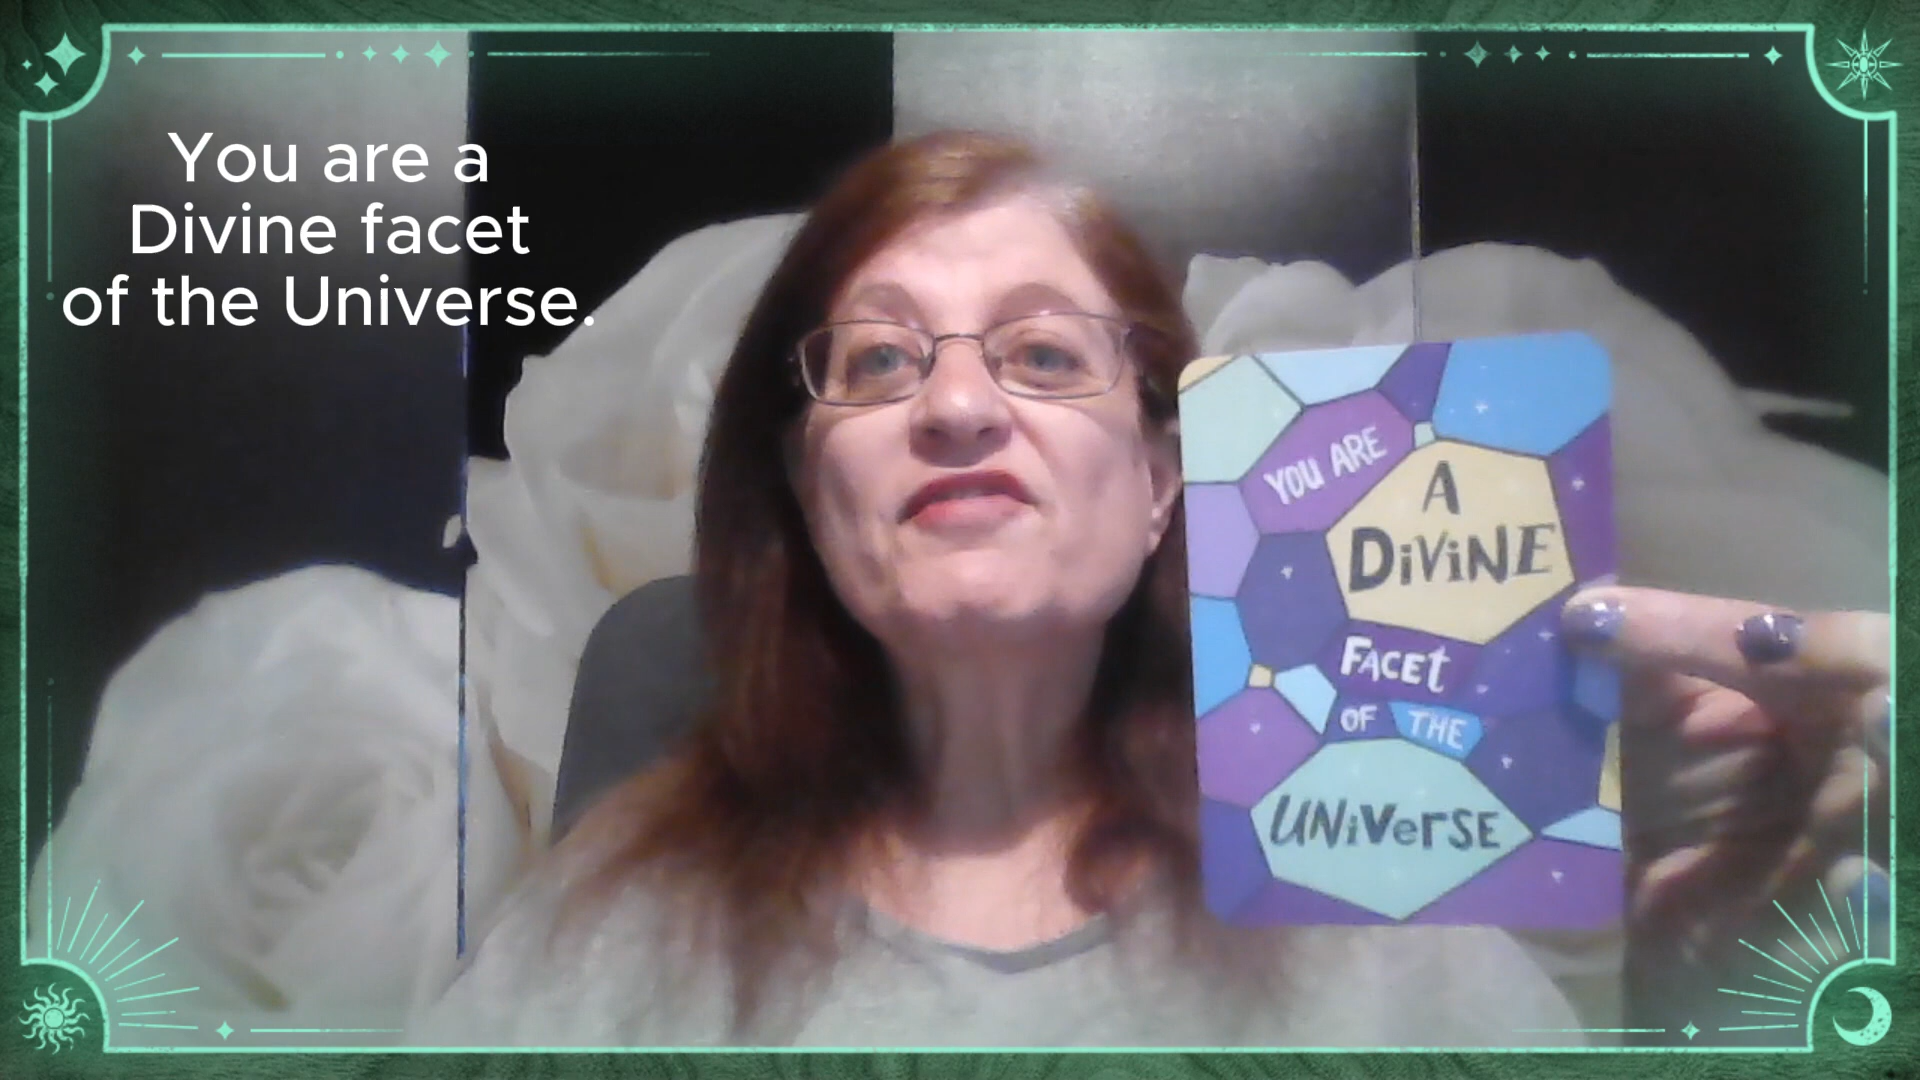 You are a
Divine facet
of the Universe.
YOU ARE
A
DiViNE
FACEt
OF THE
UNiVerSE